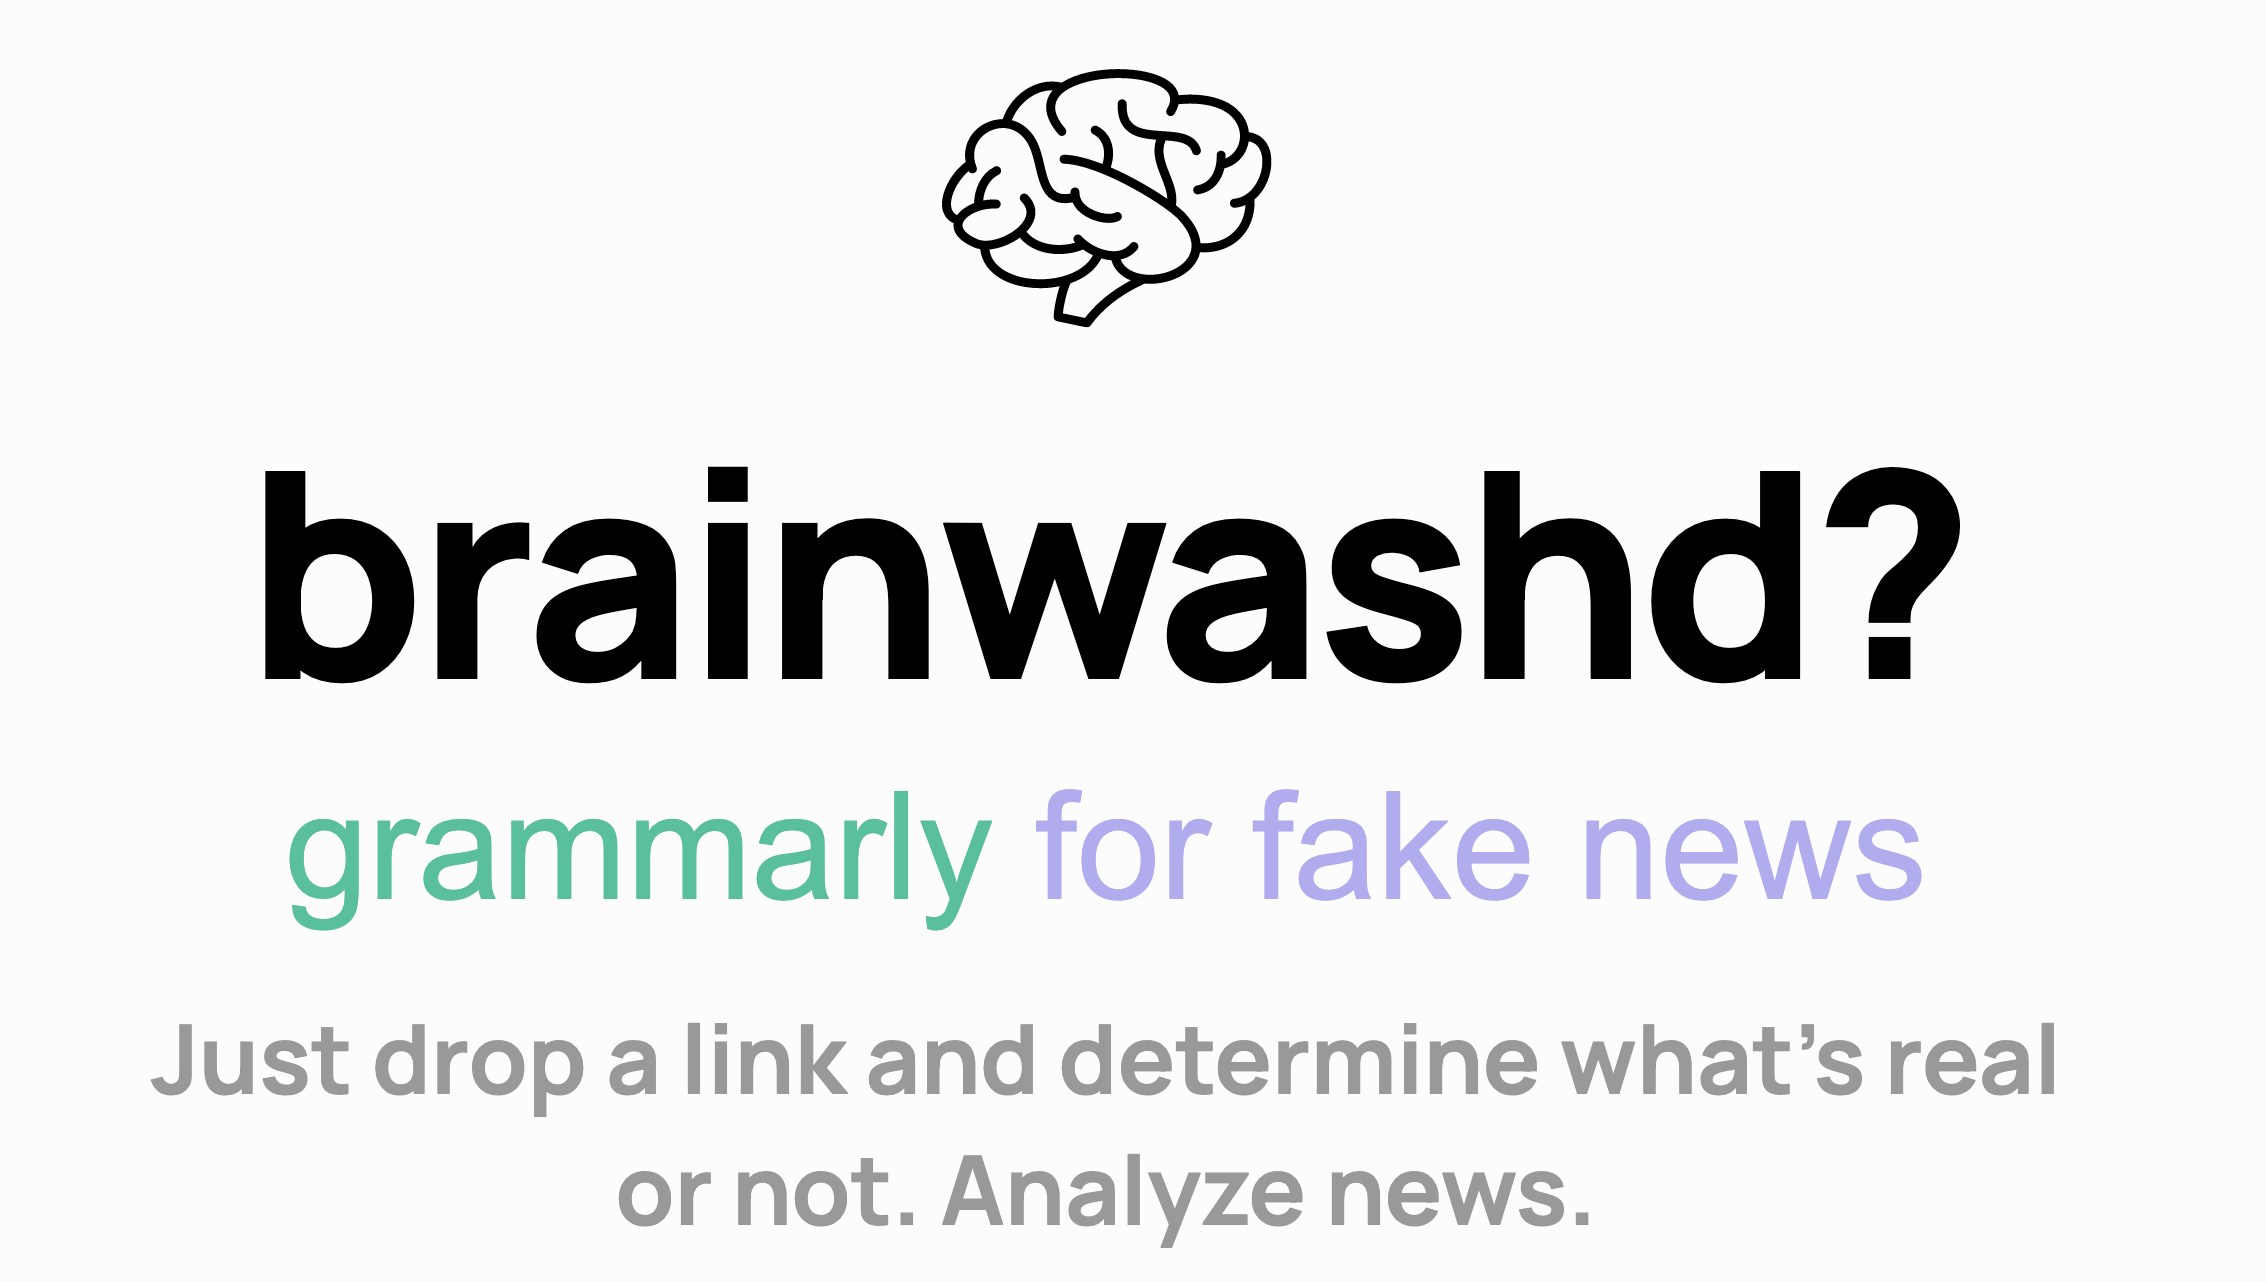 brainwashd?
grammarly for fake news
Just drop a link and determine what’s real
or not. Analyze news.